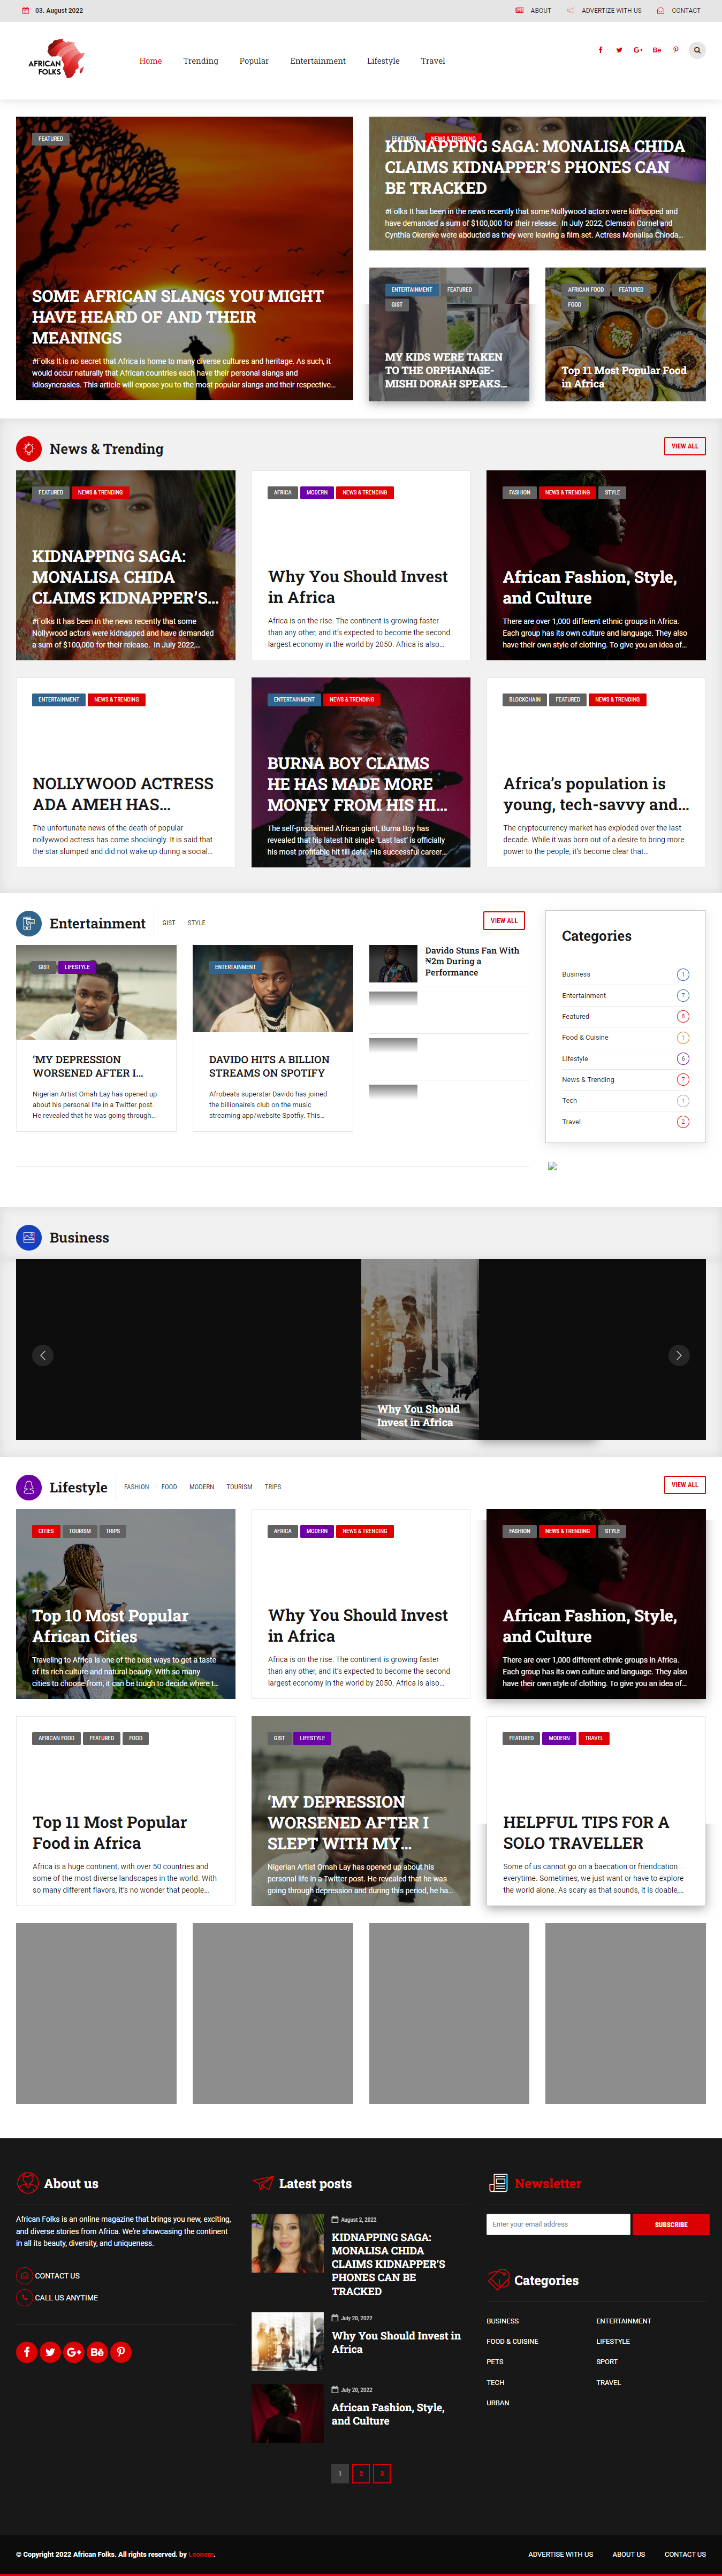 03. August 2022
ABOUT
ADVERTIZE WITH US
CONTACT
AFRICAN
FOLKS
Home
Trending
Popular
Entertainment
Lifestyle
Travel
FEATURED
SOME AFRICAN SLANGS YOU MIGHT
HAVE HEARD OF AND THEIR
MEANINGS
#Folks It is no secret that Africa is home to many diverse cultures and heritage. As such, it
would occur naturally that African countries each have their personal slangs and
idiosyncrasies. This article will expose you to the most popular slangs and their respective...
FEATURED
NEWS & TRENDING
KIDNAPPING SAGA: MONALISA CHIDA
CLAIMS KIDNAPPER'S PHONES CAN
BE TRACKED
#Folks It has been in the news recently that some Nollywood actors were kidnapped and
have demanded a sum of $100,000 for their release. In July 2022, Clemson Cornel and
Cynthia Okereke were abducted as they were leaving a film set. Actress Monalisa Chinda...
ENTERTAINMENT
FEATURED
GIST
MY KIDS WERE TAKEN
TO THE ORPHANAGE-
MISHI DORAH SPEAKS...
AFRICAN FOOD
FEATURED
FOOD
Top 11 Most Popular Food
in Africa
News & Trending
VIEW ALL
FEATURED
NEWS & TRENDING
KIDNAPPING SAGA:
MONALISA CHIDA
CLAIMS KIDNAPPER'S...
#Folks It has been in the news recently that some
Nollywood actors were kidnapped and have demanded
a sum of $100,000 for their release. In July 2022,...
AFRICA
MODERN
NEWS & TRENDING
Why You Should Invest
in Africa
Africa is on the rise. The continent is growing faster
than any other, and it's expected to become the second
largest economy in the world by 2050. Africa is also...
FASHION
NEWS & TRENDING
STYLE
African Fashion, Style,
and Culture
There are over 1,000 different ethnic groups in Africa.
Each group has its own culture and language. They also
have their own style of clothing. To give you an idea of...
ENTERTAINMENT
NEWS & TRENDING
NOLLYWOOD ACTRESS
ADA AMEH HAS...
The unfortunate news of the death of popular
nollywood actress has come shockingly. It is said that
the star slumped and did not wake up during a social...
ENTERTAINMENT
NEWS & TRENDING
BURNA BOY CLAIMS
HE HAS MADE MORE
MONEY FROM HIS HI...
The self-proclaimed African giant, Burna Boy has
revealed that his latest hit single 'Last last' is officially
his most profitable hit till date. His successful career...
BLOCKCHAIN
FEATURED
NEWS & TRENDING
Africa's population is
young, tech-savvy and...
The cryptocurrency market has exploded over the last
decade. While it was born out of a desire to bring more
power to the people, it's become clear that...
Entertainment
GIST
STYLE
VIEW ALL
GIST
LIFESTYLE
'MY DEPRESSION
WORSENED AFTER I...
Nigerian Artist Omah Lay has opened up
about his personal life in a Twitter post.
He revealed that he was going through...
ENTERTAINMENT
DAVIDO HITS A BILLION
STREAMS ON SPOTIFY
Afrobeats superstar Davido has joined
the billionaire's club on the music
streaming app/website Spotfiy. This...
Davido Stuns Fan With
₦2m During a
Performance
Categories
Business 1
Entertainment 7
Featured 8
Food & Cuisine 1
Lifestyle 6
News & Trending 7
Tech 1
Travel 2
Business
Why You Should
Invest in Africa
Lifestyle
FASHION
FOOD
MODERN
TOURISM
TRIPS
VIEW ALL
CITIES
TOURISM
TRIPS
Top 10 Most Popular
African Cities
Traveling to Africa is one of the best ways to get a taste
of its rich culture and natural beauty. With so many
cities to choose from, it can be tough to decide where t...
AFRICA
MODERN
NEWS & TRENDING
Why You Should Invest
in Africa
Africa is on the rise. The continent is growing faster
than any other, and it's expected to become the second
largest economy in the world by 2050. Africa is also...
FASHION
NEWS & TRENDING
STYLE
African Fashion, Style,
and Culture
There are over 1,000 different ethnic groups in Africa.
Each group has its own culture and language. They also
have their own style of clothing. To give you an idea of...
AFRICAN FOOD
FEATURED
FOOD
Top 11 Most Popular
Food in Africa
Africa is a huge continent, with over 50 countries and
some of the most diverse landscapes in the world. With
so many different flavors, it's no wonder that people...
GIST
LIFESTYLE
'MY DEPRESSION
WORSENED AFTER I
SLEPT WITH MY...
Nigerian Artist Omah Lay has opened up about his
personal life in a Twitter post. He revealed that he was
going through depression and during this period, he ha...
FEATURED
MODERN
TRAVEL
HELPFUL TIPS FOR A
SOLO TRAVELLER
Some of us cannot go on a baecation or friendation
everytime. Sometimes, we just want or have to explore
the world alone. As scary as that sounds, it is doable,...
About us
African Folks is an online magazine that brings you new, exciting,
and diverse stories from Africa. We're showcasing the continent
in all its beauty, diversity, and uniqueness.
CONTACT US
CALL US ANYTIME
Latest posts
August 2, 2022
KIDNAPPING SAGA:
MONALISA CHIDA
CLAIMS KIDNAPPER'S
PHONES CAN BE
TRACKED
July 20, 2022
Why You Should Invest in
Africa
July 20, 2022
African Fashion, Style,
and Culture
1
2
3
Newsletter
Enter your email address
SUBSCRIBE
Categories
BUSINESS
ENTERTAINMENT
FOOD & CUISINE
LIFESTYLE
PETS
SPORT
TECH
TRAVEL
URBAN
© Copyright 2022 African Folks. All rights reserved. by Leonem.
ADVERTISE WITH US
ABOUT US
CONTACT US